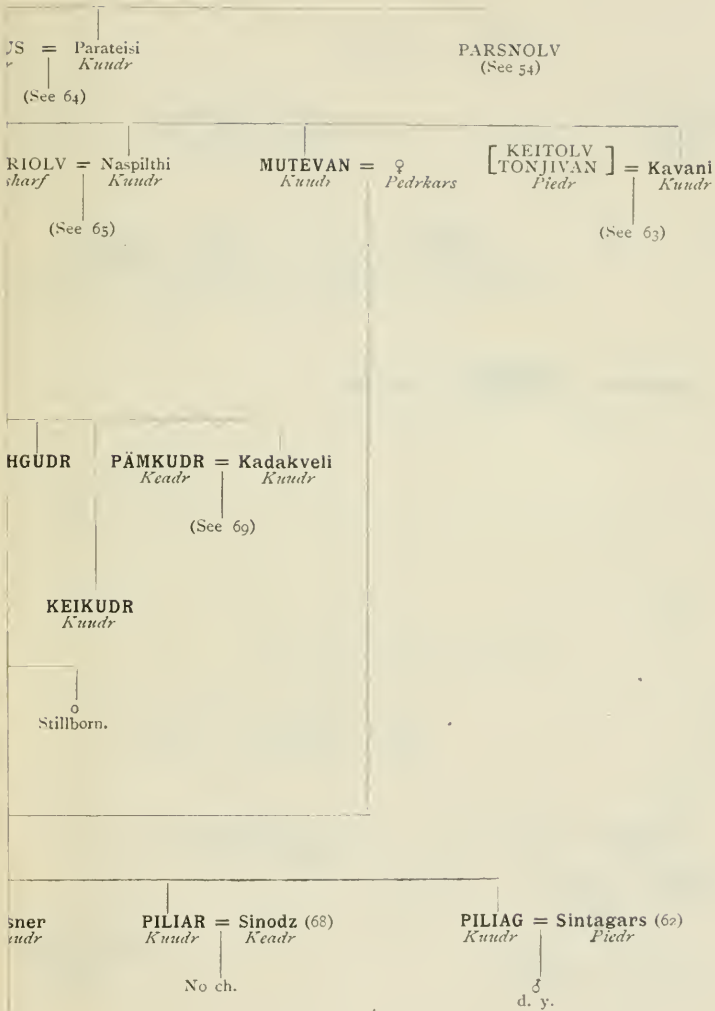 US = Parateisi PARSNOLV
Kuudr (See 54)
(See 64)
RIOLV = Naspilthi MUTEVAN = ♀ [KEITOLV
TONJIVAN] = Kavani
sharf Kuudr Kuudr Pedrkars Piedr Kuudr
(See 65) (See 63)
HGUDR PÄMKUDR = Kadakveli
Keadr Kuudr
(See 69)
KEIKUDR
Kuudr
o
Stillborn.
sner PILIAR = Sinodz (68) PILIAG = Sintagars (62)
udr Kuudr Keadr Kuudr Piedr
No ch. ♂
d. y.